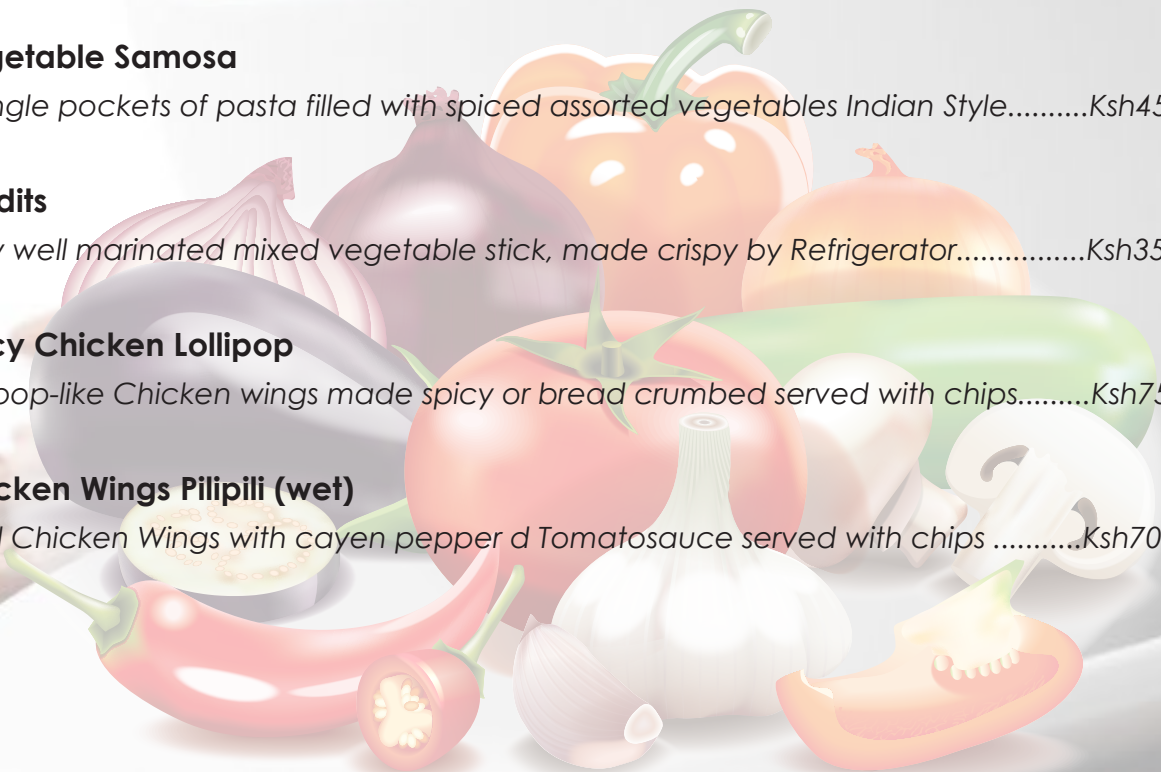 getable Samosa
ngle pockets of pasta filled with spiced assorted vegetables Indian Style..........Ksh45
dits
y well marinated mixed vegetable stick, made crispy by Refrigerator................Ksh35
cy Chicken Lollipop
pop-like Chicken wings made spicy or bread crumbed served with chips.........Ksh75
cken Wings Pilipili (wet)
d Chicken Wings with cayen pepper d Tomatosauce served with chips ...........Ksh70